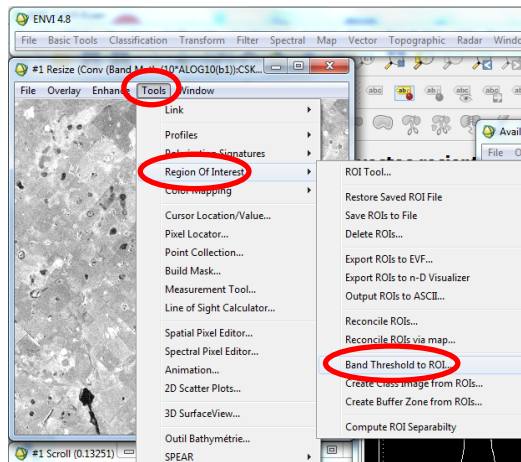 ENVI 4.8
File Basic Tools Classification Transform Filter Spectral Map Vector Topographic Radar
#1 Resize (Conv (Band Math (10*ALOG10(b1)):CSK...
File Overlay Enhance Tools Window
abc abc abc abc
Link
Profiles
Polarization Signatures
Region Of Interest
Color Mapping
Cursor Location/Value...
Pixel Locator...
Point Collection...
Build Mask...
Measurement Tool...
Line of Sight Calculator...
Spatial Pixel Editor...
Spectral Pixel Editor...
Animation...
2D Scatter Plots...
3D SurfaceView...
Outil Bathymétrie...
SPEAR
ROI Tool...
Restore Saved ROI File
Save ROIs to File
Delete ROIs...
Export ROIs to EVF...
Export ROIs to n-D Visualizer
Output ROIs to ASCII...
Reconcile ROIs...
Reconcile ROIs via map...
Band Threshold to ROI...
Create Class Image from ROIs...
Create Buffer Zone from ROIs...
Compute ROI Separabilty
File
#1 Scroll (0.13251)